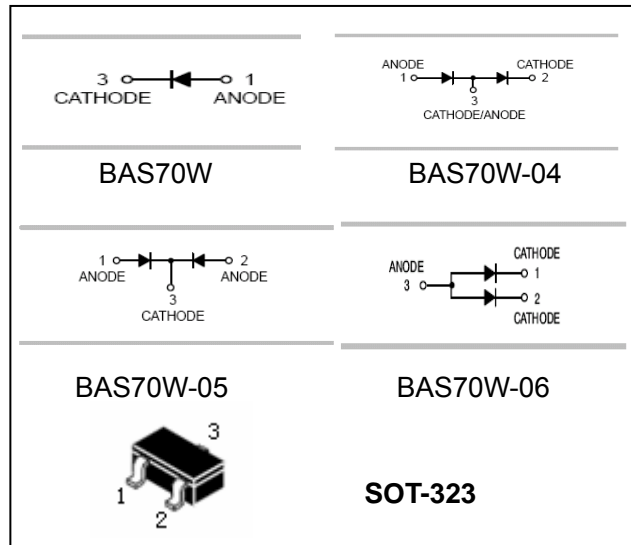 3 1
CATHODE ANODE
BAS70W
ANODE CATHODE
1 2
3
CATHODE/ANODE
BAS70W-04
1 2
ANODE ANODE
3
CATHODE
BAS70W-05
CATHODE
ANODE 1
3 2
CATHODE
BAS70W-06
3
1
2
SOT-323